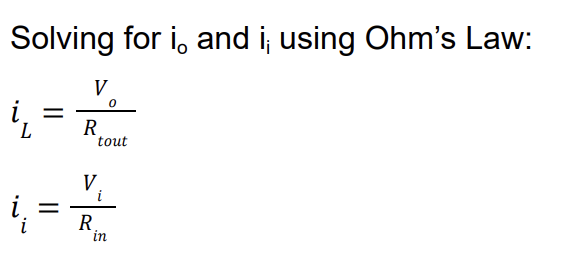 Solving for iₒ and iᵢ using Ohm's Law:
i_L = V_o / R_tout
i_i = V_i / R_in